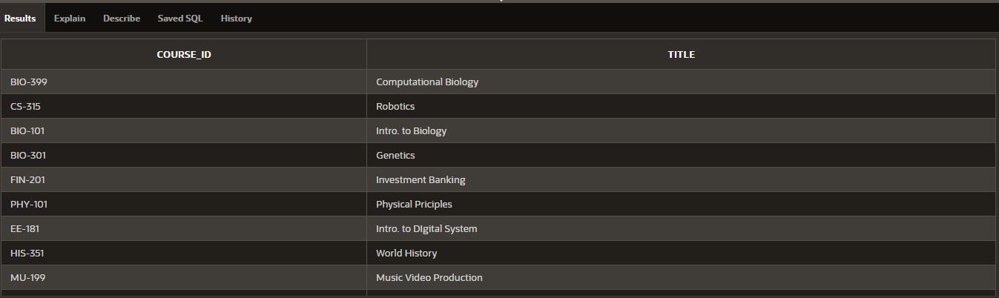 Results Explain Describe Saved SQL History
COURSE_ID TITLE
BIO-399 Computational Biology
CS-315 Robotics
BIO-101 Intro. to Biology
BIO-301 Genetics
FIN-201 Investment Banking
PHY-101 Physical Priciples
EE-181 Intro. to DIgital System
HIS-351 World History
MU-199 Music Video Production